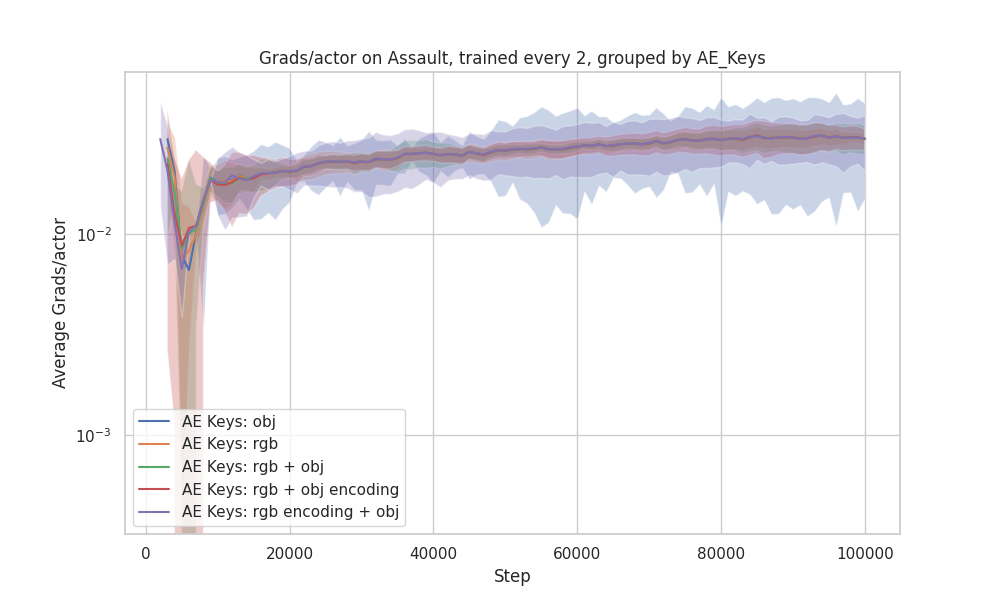 Grads/actor on Assault, trained every 2, grouped by AE_Keys
Average Grads/actor
10⁻²
10⁻³
AE Keys: obj
AE Keys: rgb
AE Keys: rgb + obj
AE Keys: rgb + obj encoding
AE Keys: rgb encoding + obj
0 20000 40000 60000 80000 100000
Step